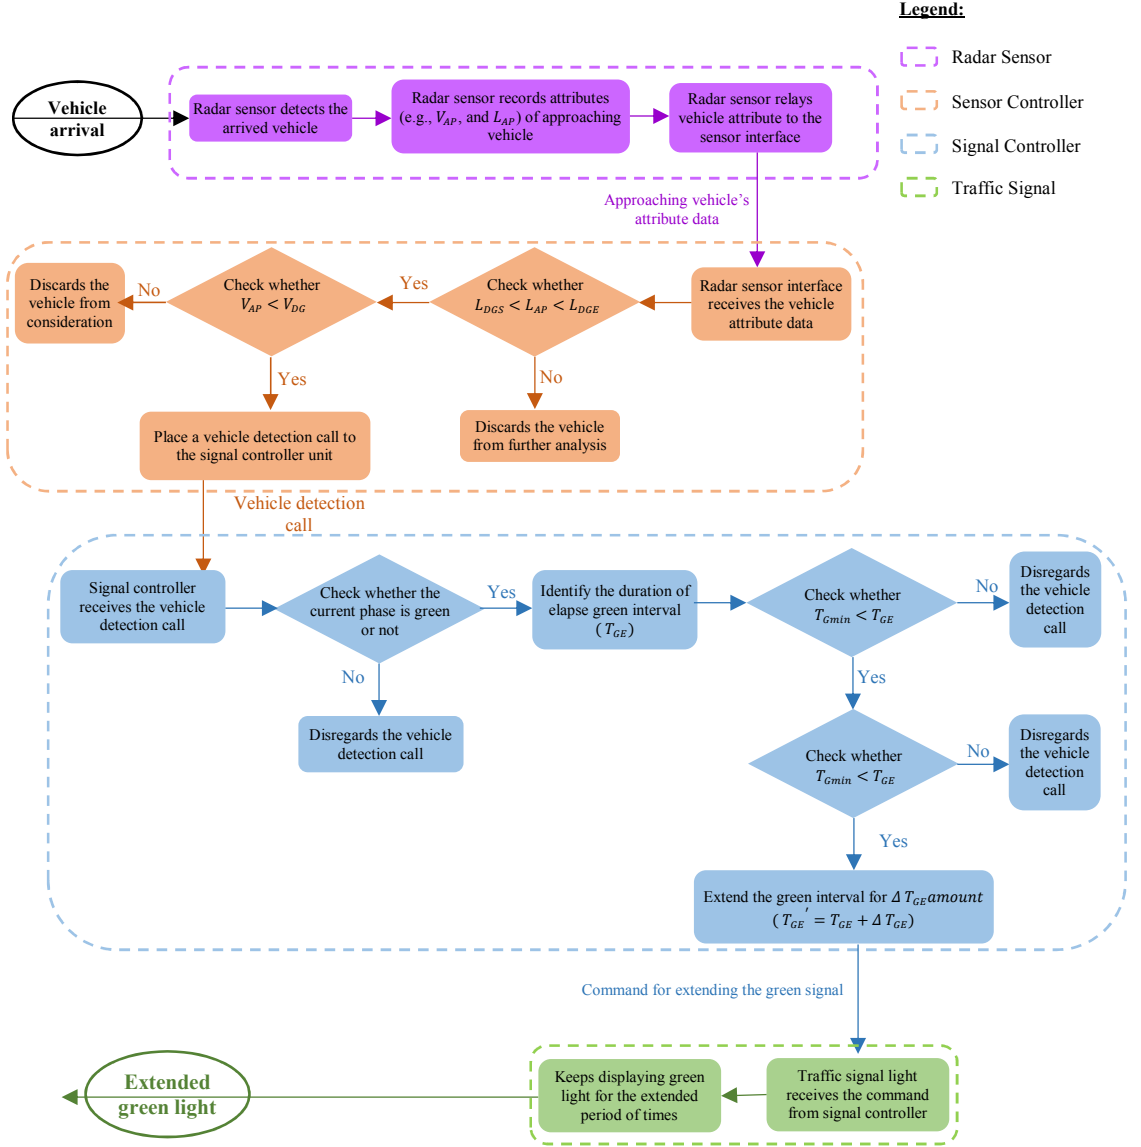 Legend:
Radar Sensor
Sensor Controller
Signal Controller
Traffic Signal
Vehicle
arrival
Radar sensor detects the
arrived vehicle
Radar sensor records attributes
(e.g., V_AP, and L_AP) of approaching
vehicle
Radar sensor relays
vehicle attribute to the
sensor interface
Approaching vehicle's
attribute data
Radar sensor interface
receives the vehicle
attribute data
Check whether
L_DGS < L_AP < L_DGE
Yes
No
Discards the vehicle
from further analysis
Check whether
V_AP < V_DG
No
Discards the
vehicle from
consideration
Yes
Place a vehicle detection call to
the signal controller unit
Vehicle detection
call
Signal controller
receives the vehicle
detection call
Check whether the
current phase is green
or not
Yes
No
Disregards the vehicle
detection call
Identify the duration of
elapse green interval
( T_GE)
Check whether
T_Gmin < T_GE
No
Disregards
the vehicle
detection
call
Yes
Check whether
T_Gmin < T_GE
No
Disregards
the vehicle
detection
call
Yes
Extend the green interval for Δ T_GE amount
( T_GE′ = T_GE + Δ T_GE)
Command for extending the green signal
Traffic signal light
receives the command
from signal controller
Keeps displaying green
light for the extended
period of times
Extended
green light